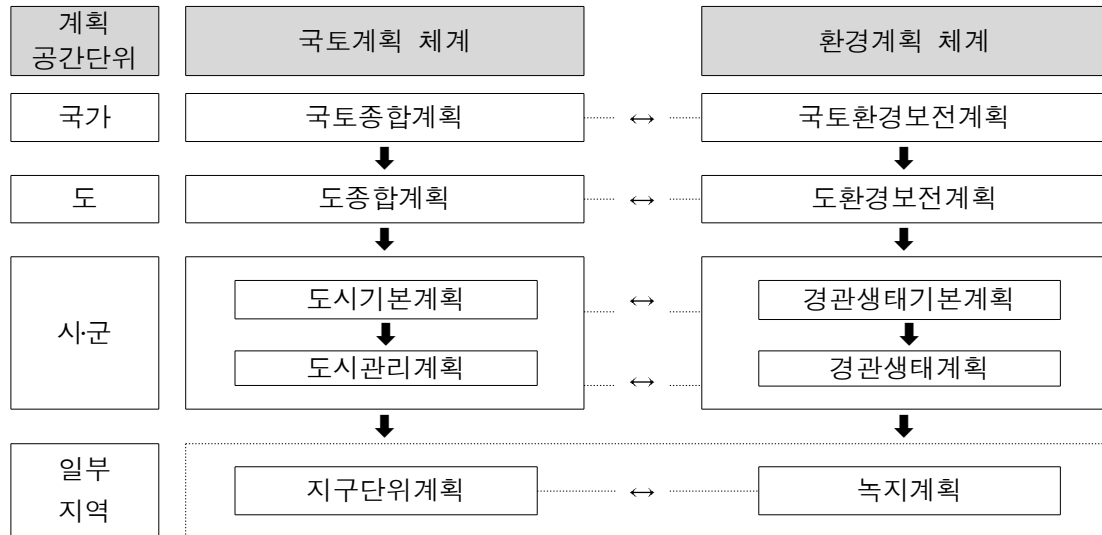 계획
공간단위
국토계획 체계
환경계획 체계
국가
국토종합계획
↔
국토환경보전계획
도
도종합계획
↔
도환경보전계획
시·군
도시기본계획
↔
경관생태기본계획
도시관리계획
↔
경관생태계획
일부
지역
지구단위계획
↔
녹지계획